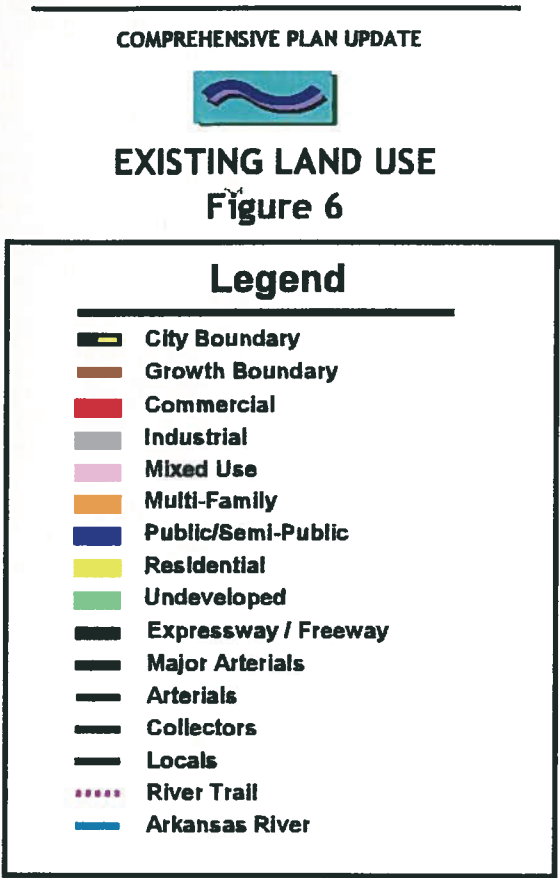 COMPREHENSIVE PLAN UPDATE
EXISTING LAND USE
Figure 6
Legend
City Boundary
Growth Boundary
Commercial
Industrial
Mixed Use
Multi-Family
Public/Semi-Public
Residential
Undeveloped
Expressway / Freeway
Major Arterials
Arterials
Collectors
Locals
River Trail
Arkansas River